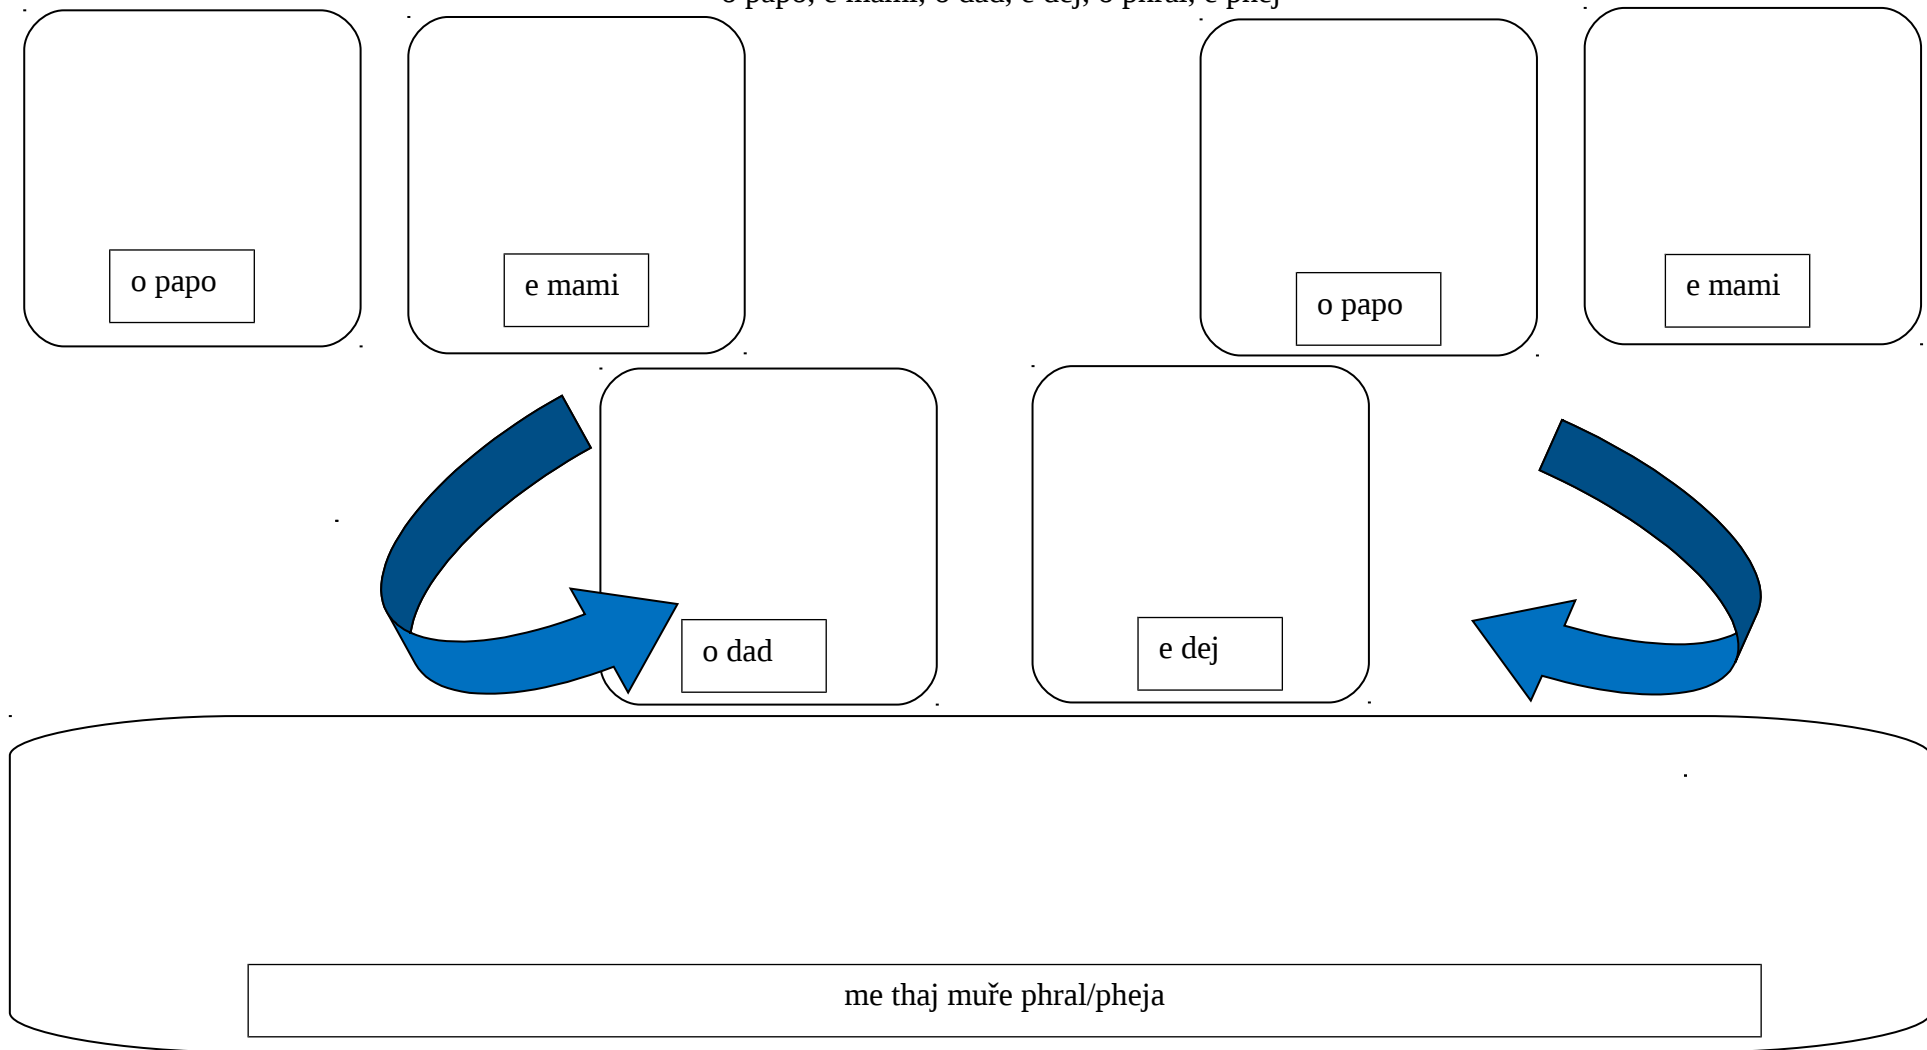 o papo, e mami, o dad, e dej, o phral, e phej
o papo
e mami
o papo
e mami
o dad
e dej
me thaj muře phral/pheja